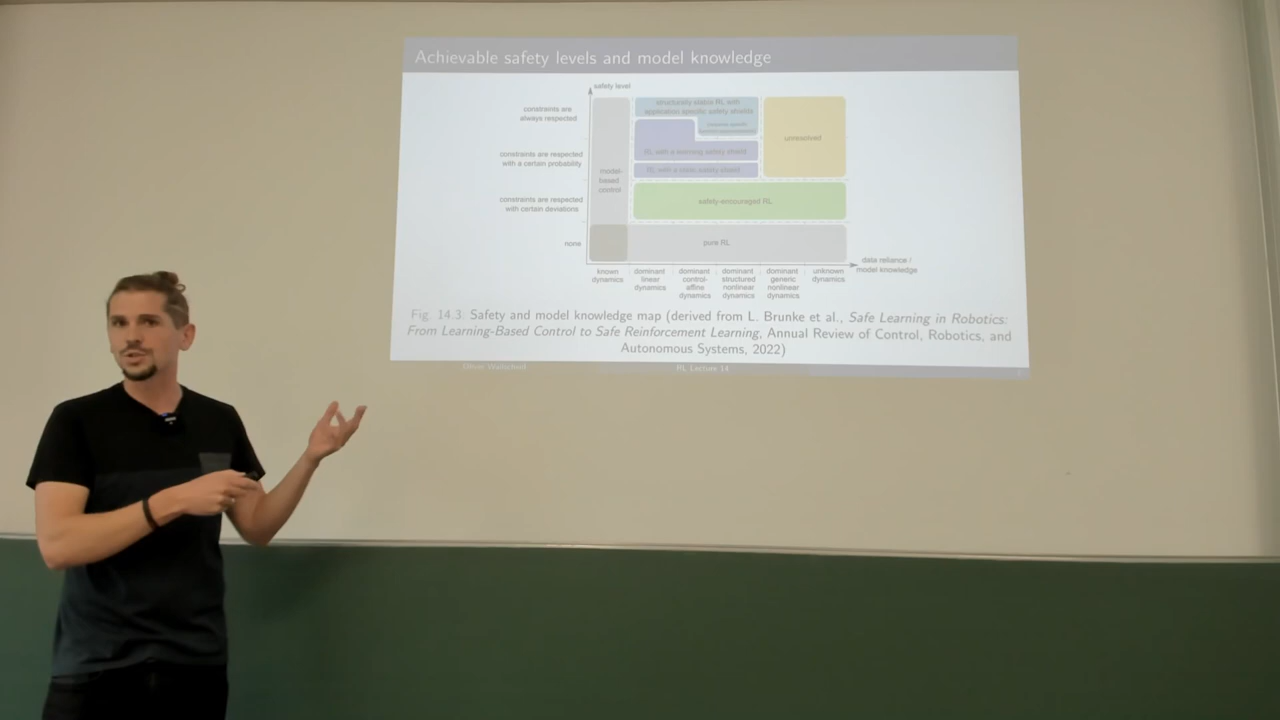 Achievable safety levels and model knowledge
safety level
constraints are
always respected
constraints are respected
with a certain probability
constraints are respected
with certain deviations
none
model-
based
control
structurally stable RL with
application specific safety shields
RL with a learning safety shield
unresolved
safety-encouraged RL
pure RL
known
dynamics
dominant
linear
dynamics
dominant
control-
affine
dynamics
dominant
structured
nonlinear
dynamics
dominant
generic
nonlinear
dynamics
unknown
dynamics
data reliance /
model knowledge
Fig. 14.3: Safety and model knowledge map (derived from L. Brunke et al., Safe Learning in Robotics:
From Learning-Based Control to Safe Reinforcement Learning, Annual Review of Control, Robotics, and
Autonomous Systems, 2022)
RL Lecture 14